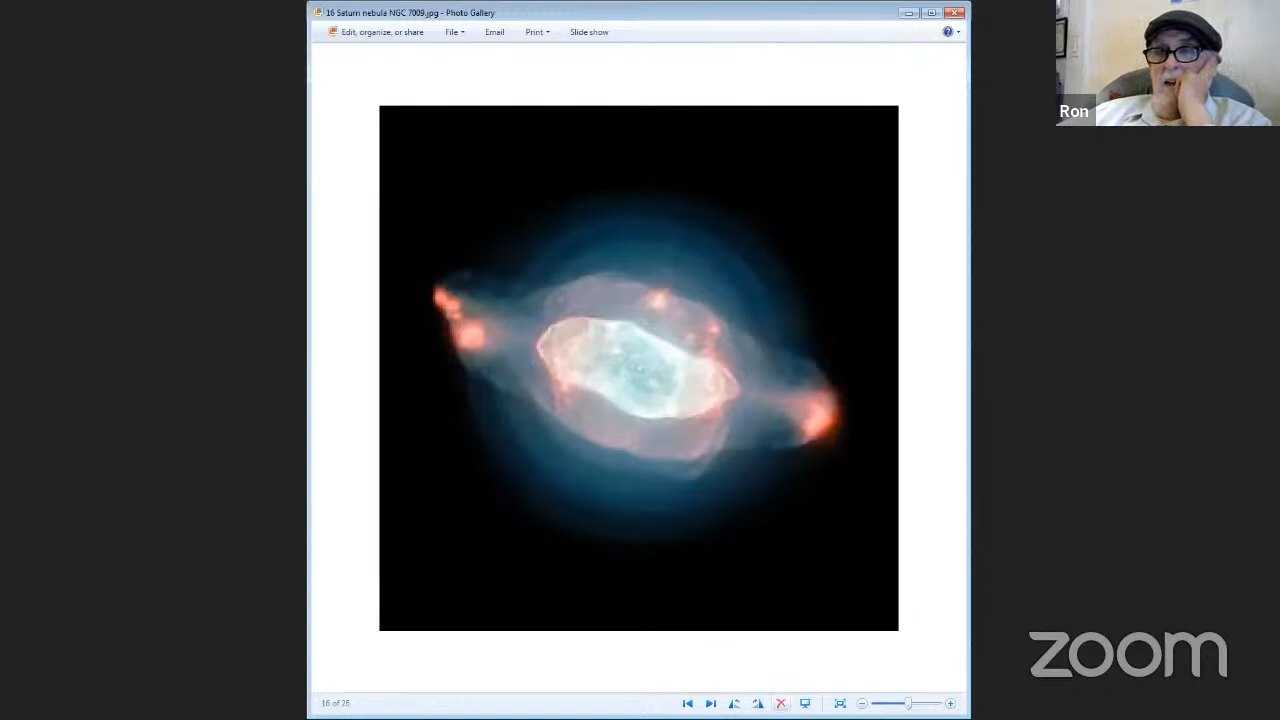 16 Saturn nebula NGC 7009.jpg - Photo Gallery
Edit, organize, or share File Email Print Slide show
Ron
zoom
16 of 26